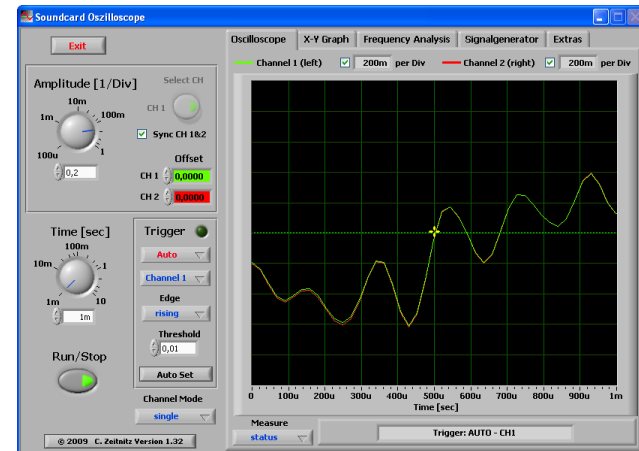 Soundcard Oszilloscope
Exit
Oscilloscope X-Y Graph Frequency Analysis Signalgenerator Extras
Channel 1 (left) 200m per Div Channel 2 (right) 200m per Div
Amplitude [1/Div]
Select CH
10m
1m 100m
100u 1
0,2
CH 1
Sync CH 1&2
Offset
CH 1 0,0000
CH 2 0,0000
Time [sec]
100m
10m 1
1m 10
1m
Run/Stop
Trigger
Auto
Channel 1
Edge
rising
Threshold
0,01
Auto Set
Channel Mode
single
0 100u 200u 300u 400u 500u 600u 700u 800u 900u 1m
Time [sec]
Measure
status
Trigger: AUTO - CH1
© 2009 C. Zeitnitz Version 1.32